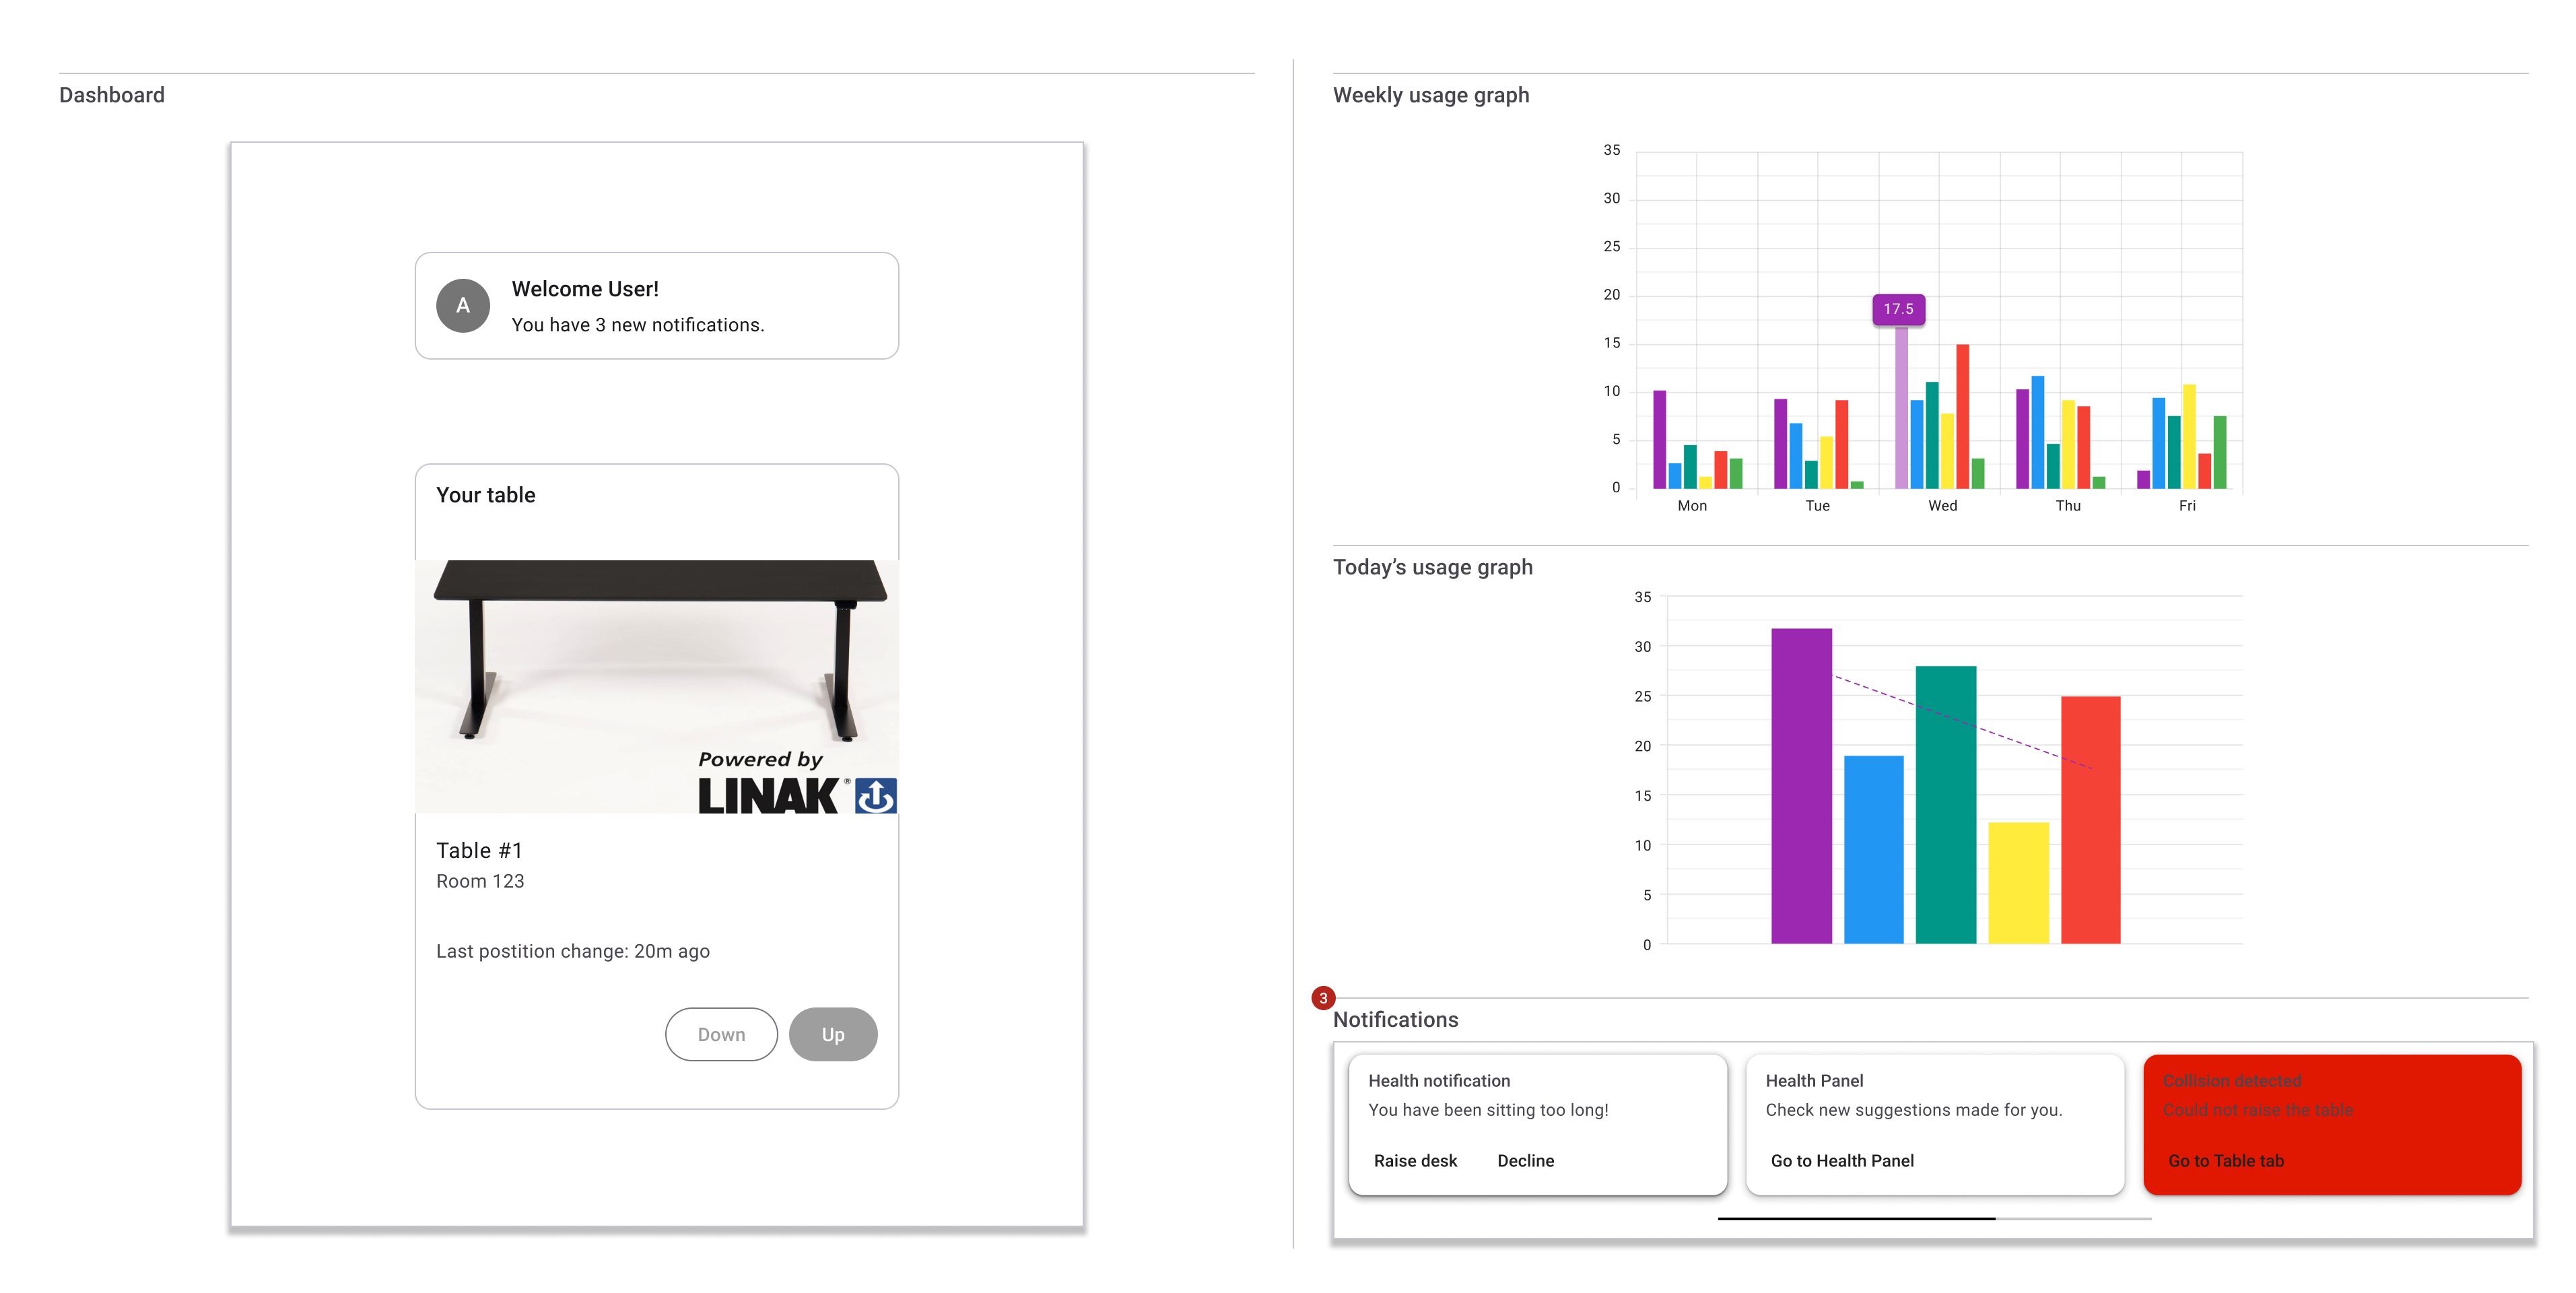 Dashboard
A
Welcome User!
You have 3 new notifications.
Your table
Powered by
LINAK®
Table #1
Room 123
Last postition change: 20m ago
Down
Up
Weekly usage graph
35
30
25
20
15
10
5
0
17.5
Mon Tue Wed Thu Fri
Today’s usage graph
35
30
25
20
15
10
5
0
3
Notifications
Health notification
You have been sitting too long!
Raise desk Decline
Health Panel
Check new suggestions made for you.
Go to Health Panel
Collision detected
Could not raise the table
Go to Table tab